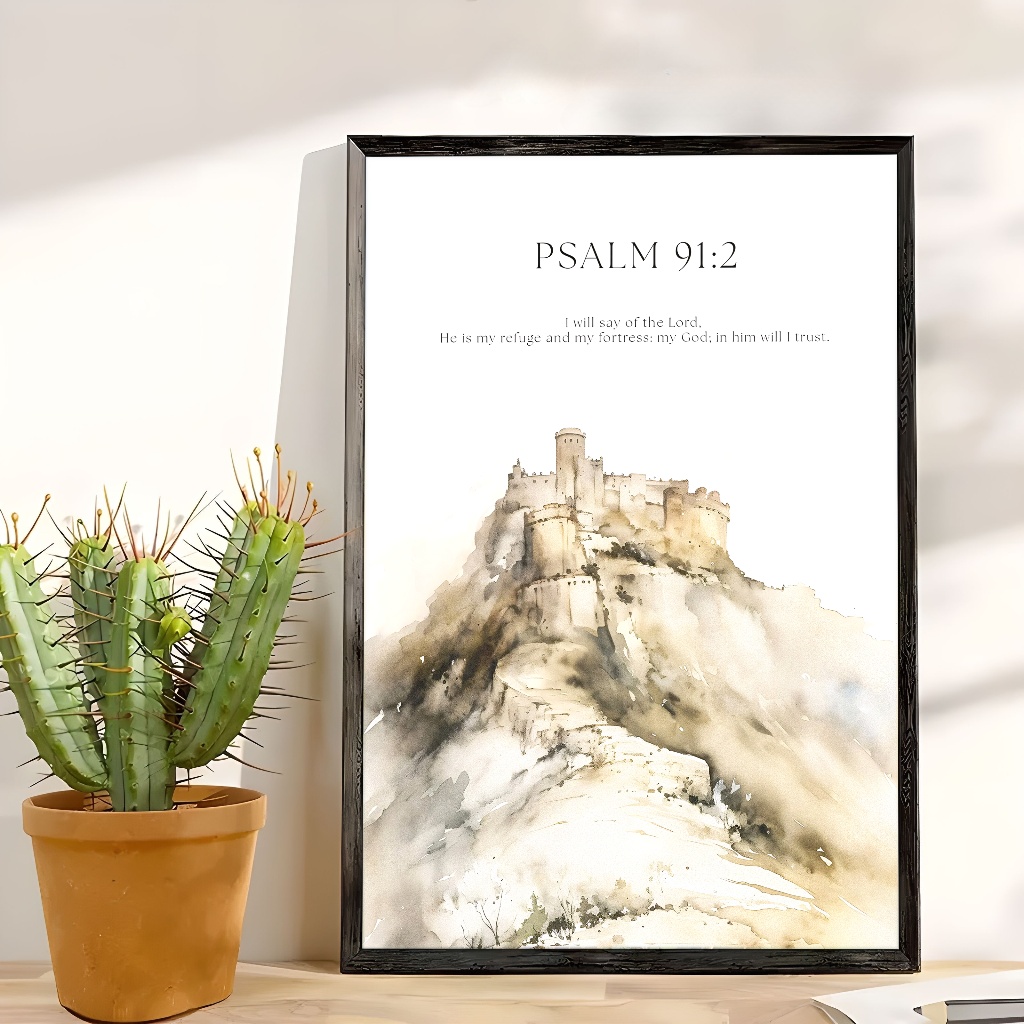 PSALM 91:2
I will say of the Lord,
He is my refuge and my fortress: my God; in him will I trust.